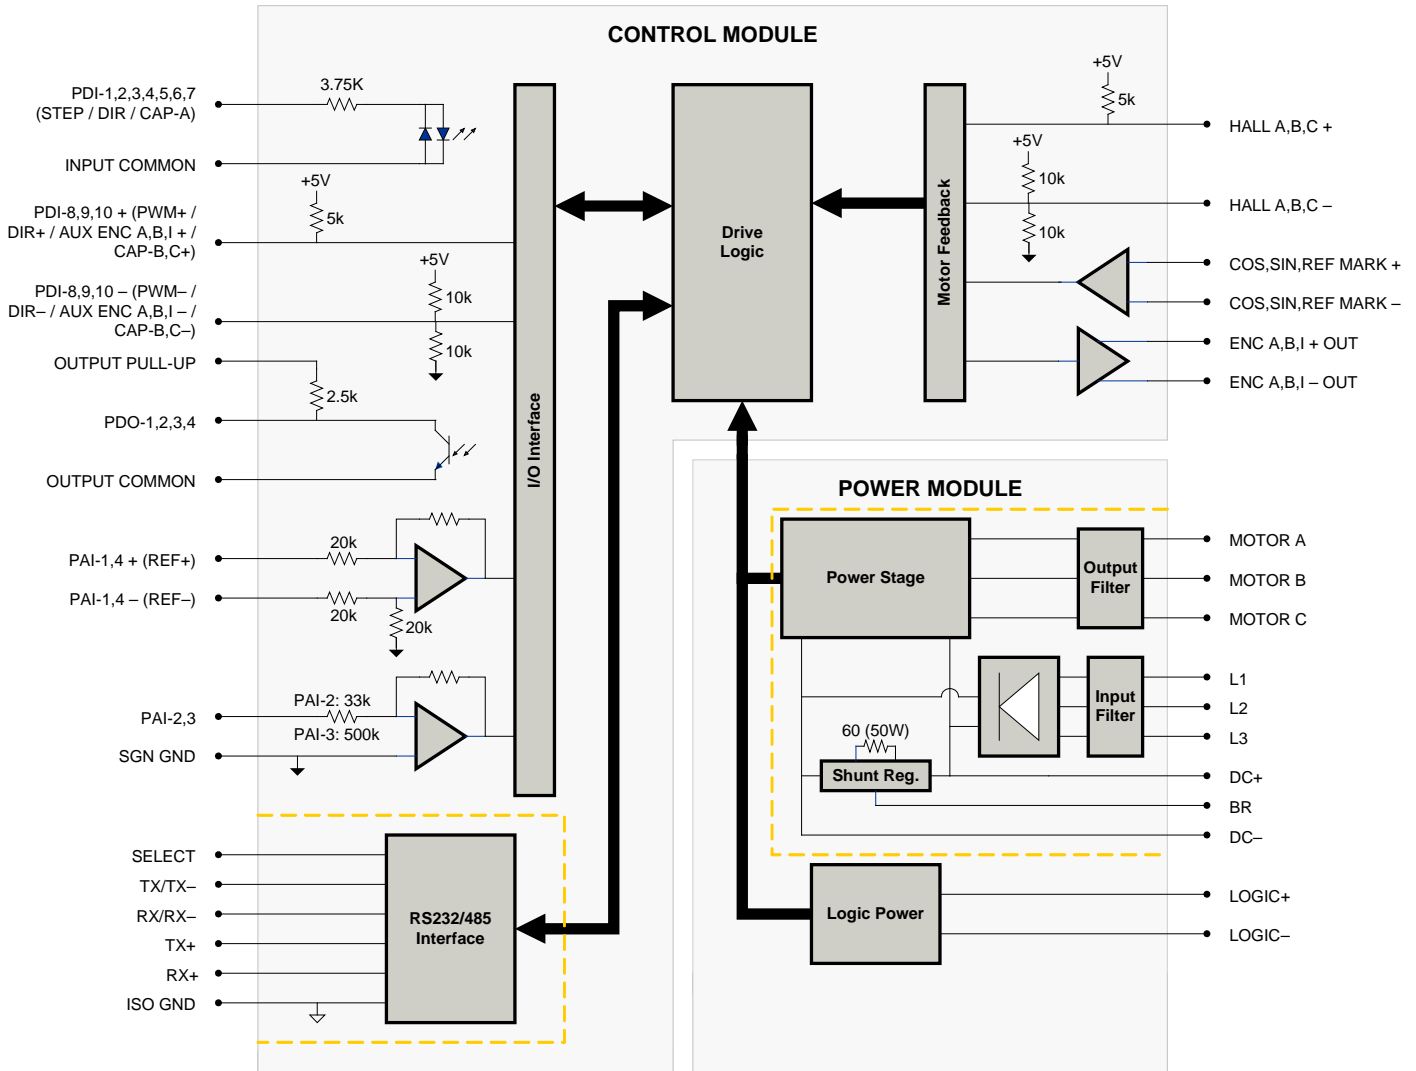 CONTROL MODULE
PDI-1,2,3,4,5,6,7
(STEP / DIR / CAP-A)
3.75K
INPUT COMMON
+5V
5k
PDI-8,9,10 + (PWM+ /
DIR+ / AUX ENC A,B,I + /
CAP-B,C+)
+5V
10k
10k
PDI-8,9,10 – (PWM– /
DIR– / AUX ENC A,B,I – /
CAP-B,C–)
OUTPUT PULL-UP
2.5k
PDO-1,2,3,4
OUTPUT COMMON
PAI-1,4 + (REF+)
20k
PAI-1,4 – (REF–)
20k
20k
PAI-2,3
PAI-2: 33k
PAI-3: 500k
SGN GND
I/O Interface
Drive
Logic
Motor Feedback
+5V
5k
HALL A,B,C +
+5V
10k
10k
HALL A,B,C –
COS,SIN,REF MARK +
COS,SIN,REF MARK –
ENC A,B,I + OUT
ENC A,B,I – OUT
SELECT
TX/TX–
RX/RX–
TX+
RX+
ISO GND
RS232/485
Interface
POWER MODULE
Power Stage
Output
Filter
MOTOR A
MOTOR B
MOTOR C
Input
Filter
L1
L2
L3
60 (50W)
Shunt Reg.
DC+
BR
DC–
Logic Power
LOGIC+
LOGIC–